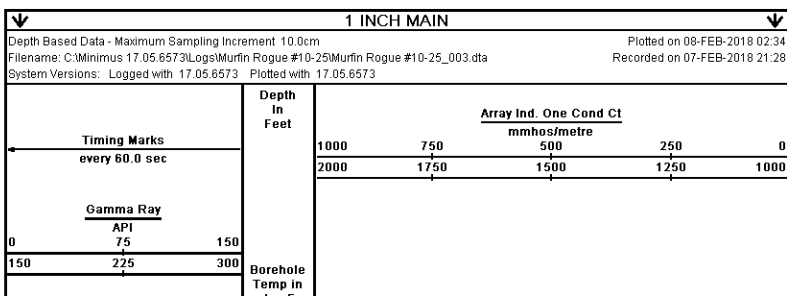 1 INCH MAIN
Depth Based Data - Maximum Sampling Increment 10.0cm
Plotted on 08-FEB-2018 02:34
Filename: C:\Minimus 17.05.6573\Logs\Murfin Rogue #10-25\Murfin Rogue #10-25_003.dta
Recorded on 07-FEB-2018 21:28
System Versions: Logged with 17.05.6573 Plotted with 17.05.6573
Depth
In
Feet
Timing Marks
every 60.0 sec
Array Ind. One Cond Ct
mmhos/metre
1000 750 500 250 0
2000 1750 1500 1250 1000
Gamma Ray
API
0 75 150
150 225 300
Borehole
Temp in